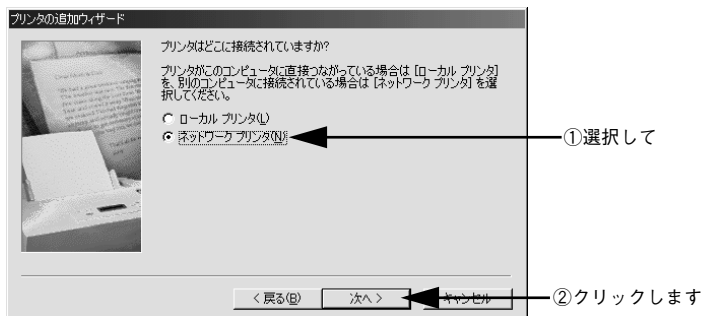 プリンタの追加ウィザード
プリンタはどこに接続されていますか?
プリンタがこのコンピュータに直接つながっている場合は [ローカル プリンタ]
を、別のコンピュータに接続されている場合は [ネットワーク プリンタ] を選
択してください。
ローカル プリンタ(L)
ネットワーク プリンタ(N)
①選択して
< 戻る(B)
次へ >
キャンセル
②クリックします